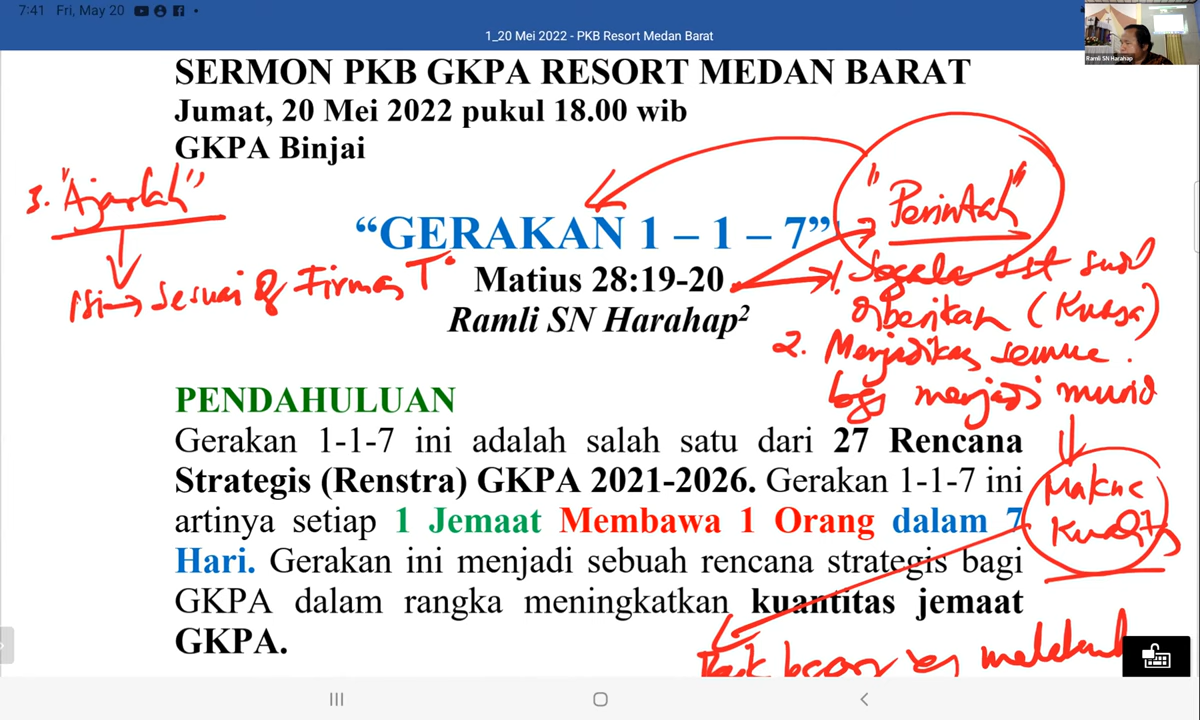 7:41 Fri, May 20
1_20 Mei 2022 - PKB Resort Medan Barat
Ramli SN Harahap
SERMON PKB GKPA RESORT MEDAN BARAT
Jumat, 20 Mei 2022 pukul 18.00 wib
GKPA Binjai
3. "Ajarlah"
"Perintah"
“GERAKAN 1 – 1 – 7”
Isi → Sesuai Firman T
Matius 28:19-20
1. Segala sst
diberikan (Kuasa)
Ramli SN Harahap²
2. Menjadikan semua
bgs menjadi murid
PENDAHULUAN
Gerakan 1-1-7 ini adalah salah satu dari 27 Rencana
Strategis (Renstra) GKPA 2021-2026. Gerakan 1-1-7 ini
artinya setiap 1 Jemaat Membawa 1 Orang dalam 7
Hari. Gerakan ini menjadi sebuah rencana strategis bagi
GKPA dalam rangka meningkatkan kuantitas jemaat
GKPA.
Makna